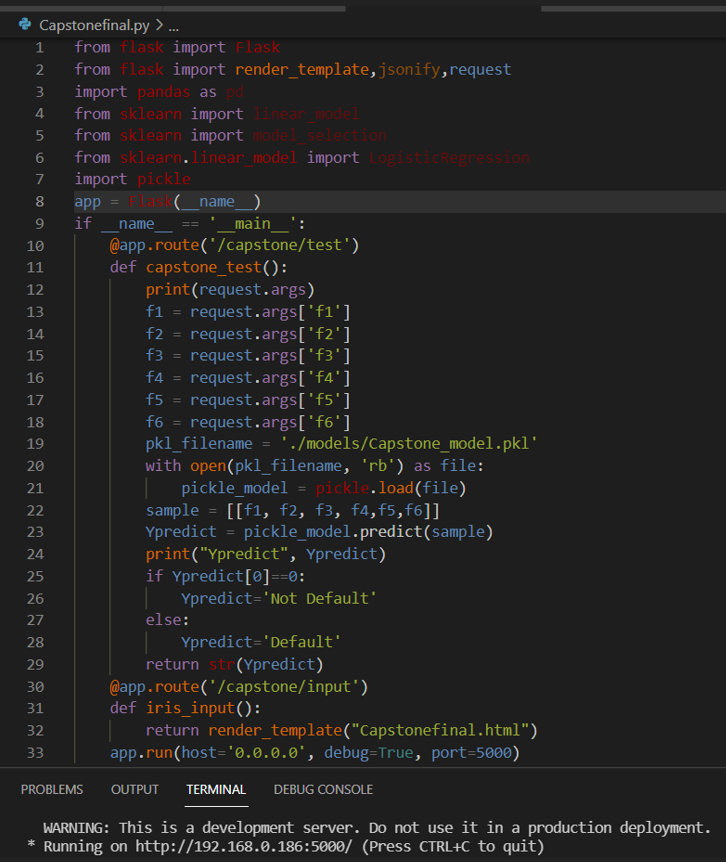 Capstonefinal.py > ...
1 from flask import Flask
2 from flask import render_template,jsonify,request
3 import pandas as pd
4 from sklearn import linear_model
5 from sklearn import model_selection
6 from sklearn.linear_model import LogisticRegression
7 import pickle
8 app = Flask(__name__)
9 if __name__ == '__main__':
10     @app.route('/capstone/test')
11     def capstone_test():
12         print(request.args)
13         f1 = request.args['f1']
14         f2 = request.args['f2']
15         f3 = request.args['f3']
16         f4 = request.args['f4']
17         f5 = request.args['f5']
18         f6 = request.args['f6']
19         pkl_filename = './models/Capstone_model.pkl'
20         with open(pkl_filename, 'rb') as file:
21             pickle_model = pickle.load(file)
22         sample = [[f1, f2, f3, f4,f5,f6]]
23         Ypredict = pickle_model.predict(sample)
24         print("Ypredict", Ypredict)
25         if Ypredict[0]==0:
26             Ypredict='Not Default'
27         else:
28             Ypredict='Default'
29         return str(Ypredict)
30     @app.route('/capstone/input')
31     def iris_input():
32         return render_template("Capstonefinal.html")
33     app.run(host='0.0.0.0', debug=True, port=5000)
PROBLEMS OUTPUT TERMINAL DEBUG CONSOLE
WARNING: This is a development server. Do not use it in a production deployment.
* Running on http://192.168.0.186:5000/ (Press CTRL+C to quit)